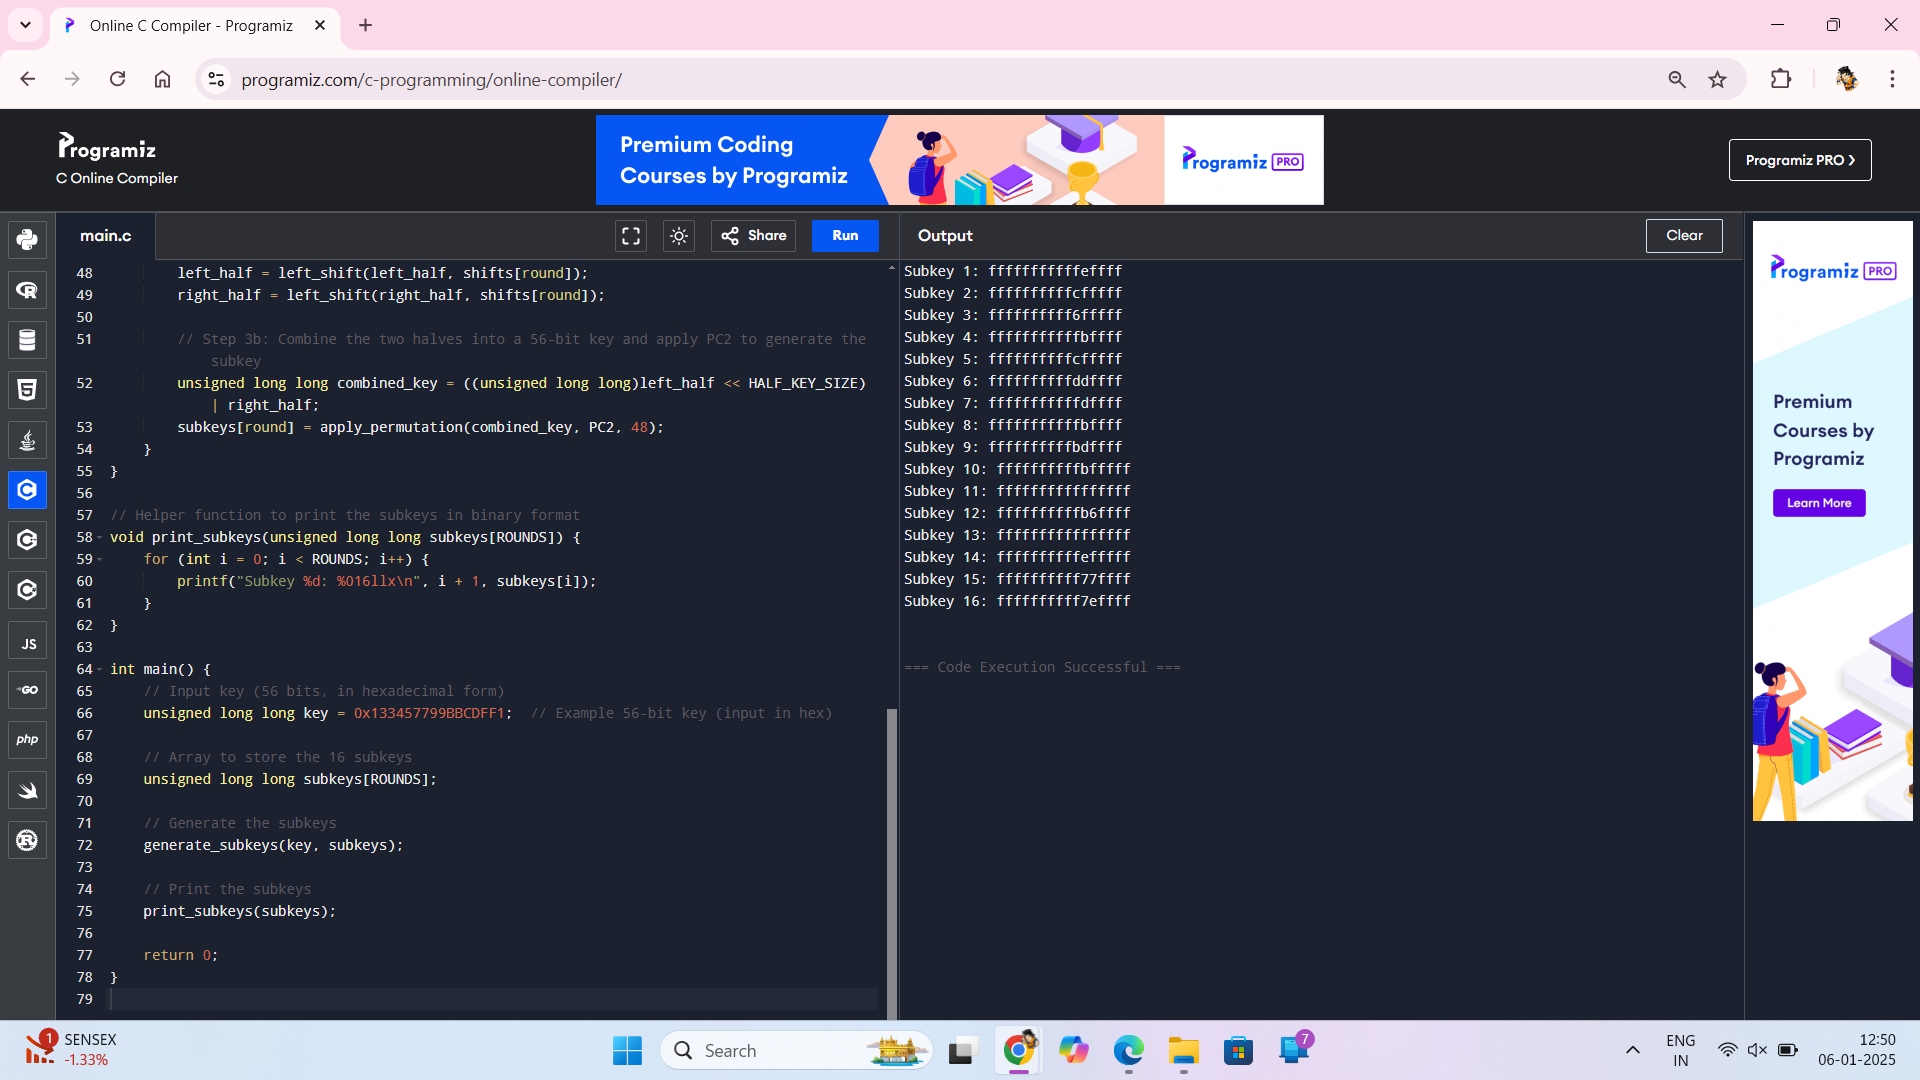 Online C Compiler - Programiz
programiz.com/c-programming/online-compiler/
Programiz
C Online Compiler
Premium Coding
Courses by Programiz
Programiz PRO
Programiz PRO ❯
main.c
Share
Run
Output
Clear
48 left_half = left_shift(left_half, shifts[round]);
49 right_half = left_shift(right_half, shifts[round]);
50
51 // Step 3b: Combine the two halves into a 56-bit key and apply PC2 to generate the
subkey
52 unsigned long long combined_key = ((unsigned long long)left_half << HALF_KEY_SIZE)
| right_half;
53 subkeys[round] = apply_permutation(combined_key, PC2, 48);
54 }
55 }
56
57 // Helper function to print the subkeys in binary format
58 void print_subkeys(unsigned long long subkeys[ROUNDS]) {
59 for (int i = 0; i < ROUNDS; i++) {
60 printf("Subkey %d: %016llx\n", i + 1, subkeys[i]);
61 }
62 }
63
64 int main() {
65 // Input key (56 bits, in hexadecimal form)
66 unsigned long long key = 0x133457799BBCDFF1; // Example 56-bit key (input in hex)
67
68 // Array to store the 16 subkeys
69 unsigned long long subkeys[ROUNDS];
70
71 // Generate the subkeys
72 generate_subkeys(key, subkeys);
73
74 // Print the subkeys
75 print_subkeys(subkeys);
76
77 return 0;
78 }
79
Subkey 1: fffffffffffeffff
Subkey 2: ffffffffffcfffff
Subkey 3: ffffffffff6fffff
Subkey 4: fffffffffffbffff
Subkey 5: ffffffffffcfffff
Subkey 6: ffffffffffddffff
Subkey 7: fffffffffffdffff
Subkey 8: fffffffffffbffff
Subkey 9: ffffffffffbdffff
Subkey 10: ffffffffffbfffff
Subkey 11: ffffffffffffffff
Subkey 12: ffffffffffb6ffff
Subkey 13: ffffffffffffffff
Subkey 14: ffffffffffefffff
Subkey 15: ffffffffff77ffff
Subkey 16: ffffffffff7effff
=== Code Execution Successful ===
Programiz PRO
Premium
Courses by
Programiz
Learn More
JS
GO
php
1
SENSEX
-1.33%
Search
7
ENG
IN
12:50
06-01-2025